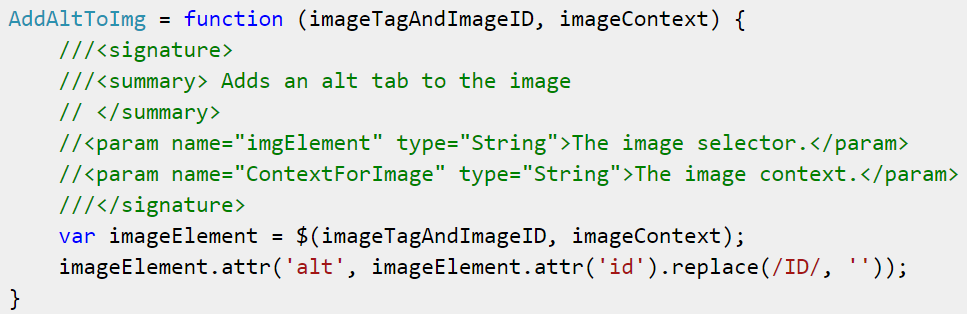 AddAltToImg = function (imageTagAndImageID, imageContext) {
    ///<signature>
    ///<summary> Adds an alt tab to the image
    // </summary>
    //<param name="imgElement" type="String">The image selector.</param>
    //<param name="ContextForImage" type="String">The image context.</param>
    ///</signature>
    var imageElement = $(imageTagAndImageID, imageContext);
    imageElement.attr('alt', imageElement.attr('id').replace(/ID/, ''));
}